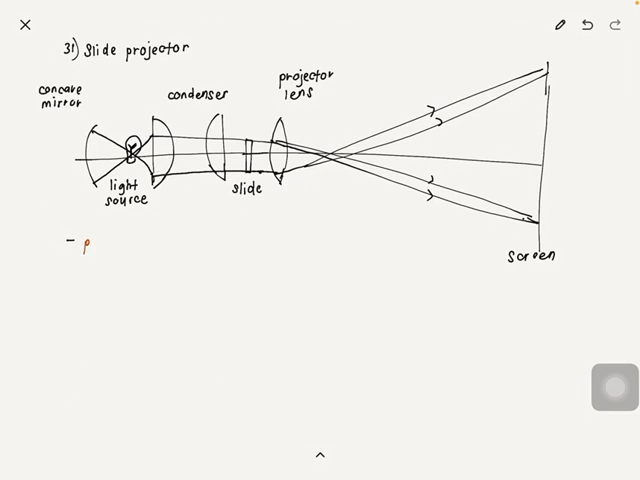 31) Slide projector
concave
mirror
condenser
projector
lens
light
source
slide
screen
- p